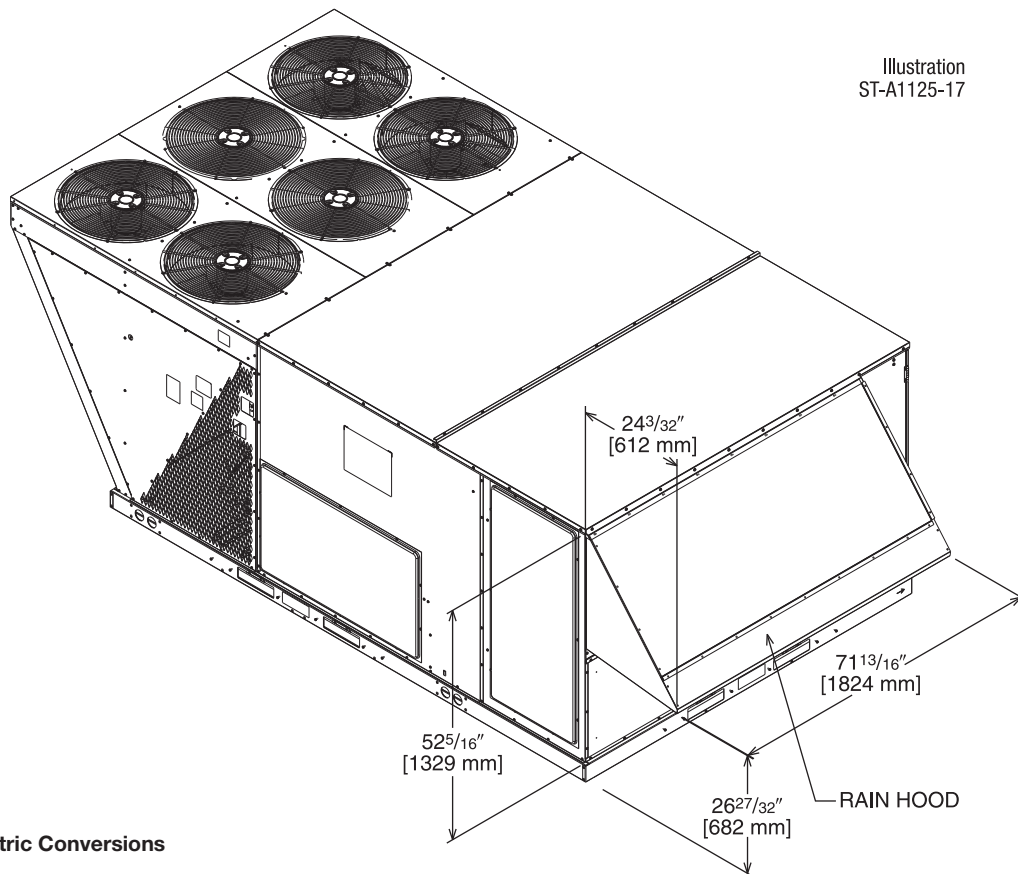 Illustration
ST-A1125-17
24 3/32"
[612 mm]
71 13/16"
[1824 mm]
52 5/16"
[1329 mm]
26 27/32"
[682 mm]
RAIN HOOD
tric Conversions